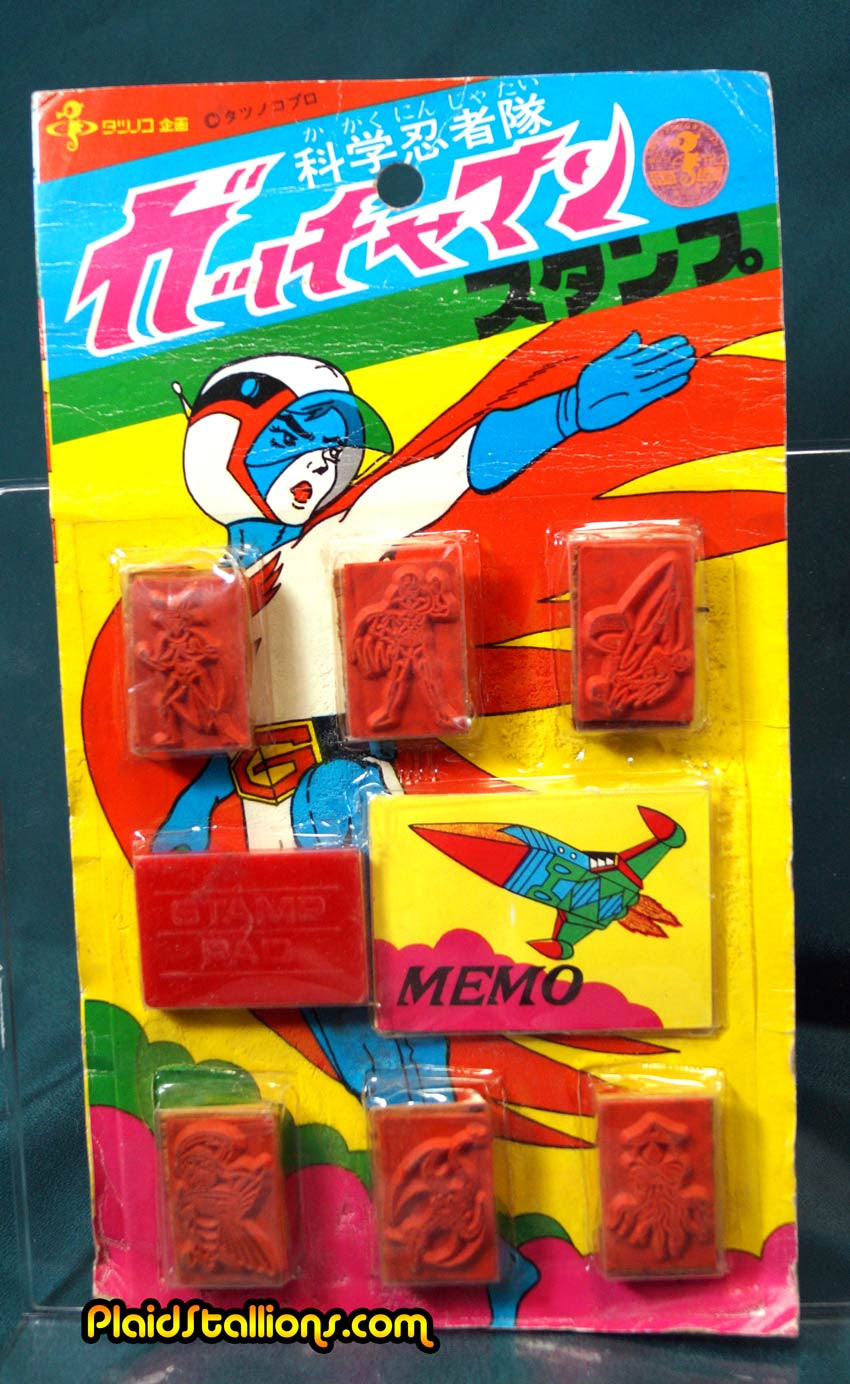 タツノコ企画
©タツノコプロ
か がく にん じゃ たい
科学忍者隊
ガッチャマン
スタンプ。
G
STAMP
PAD
MEMO
PlaidStallions.com